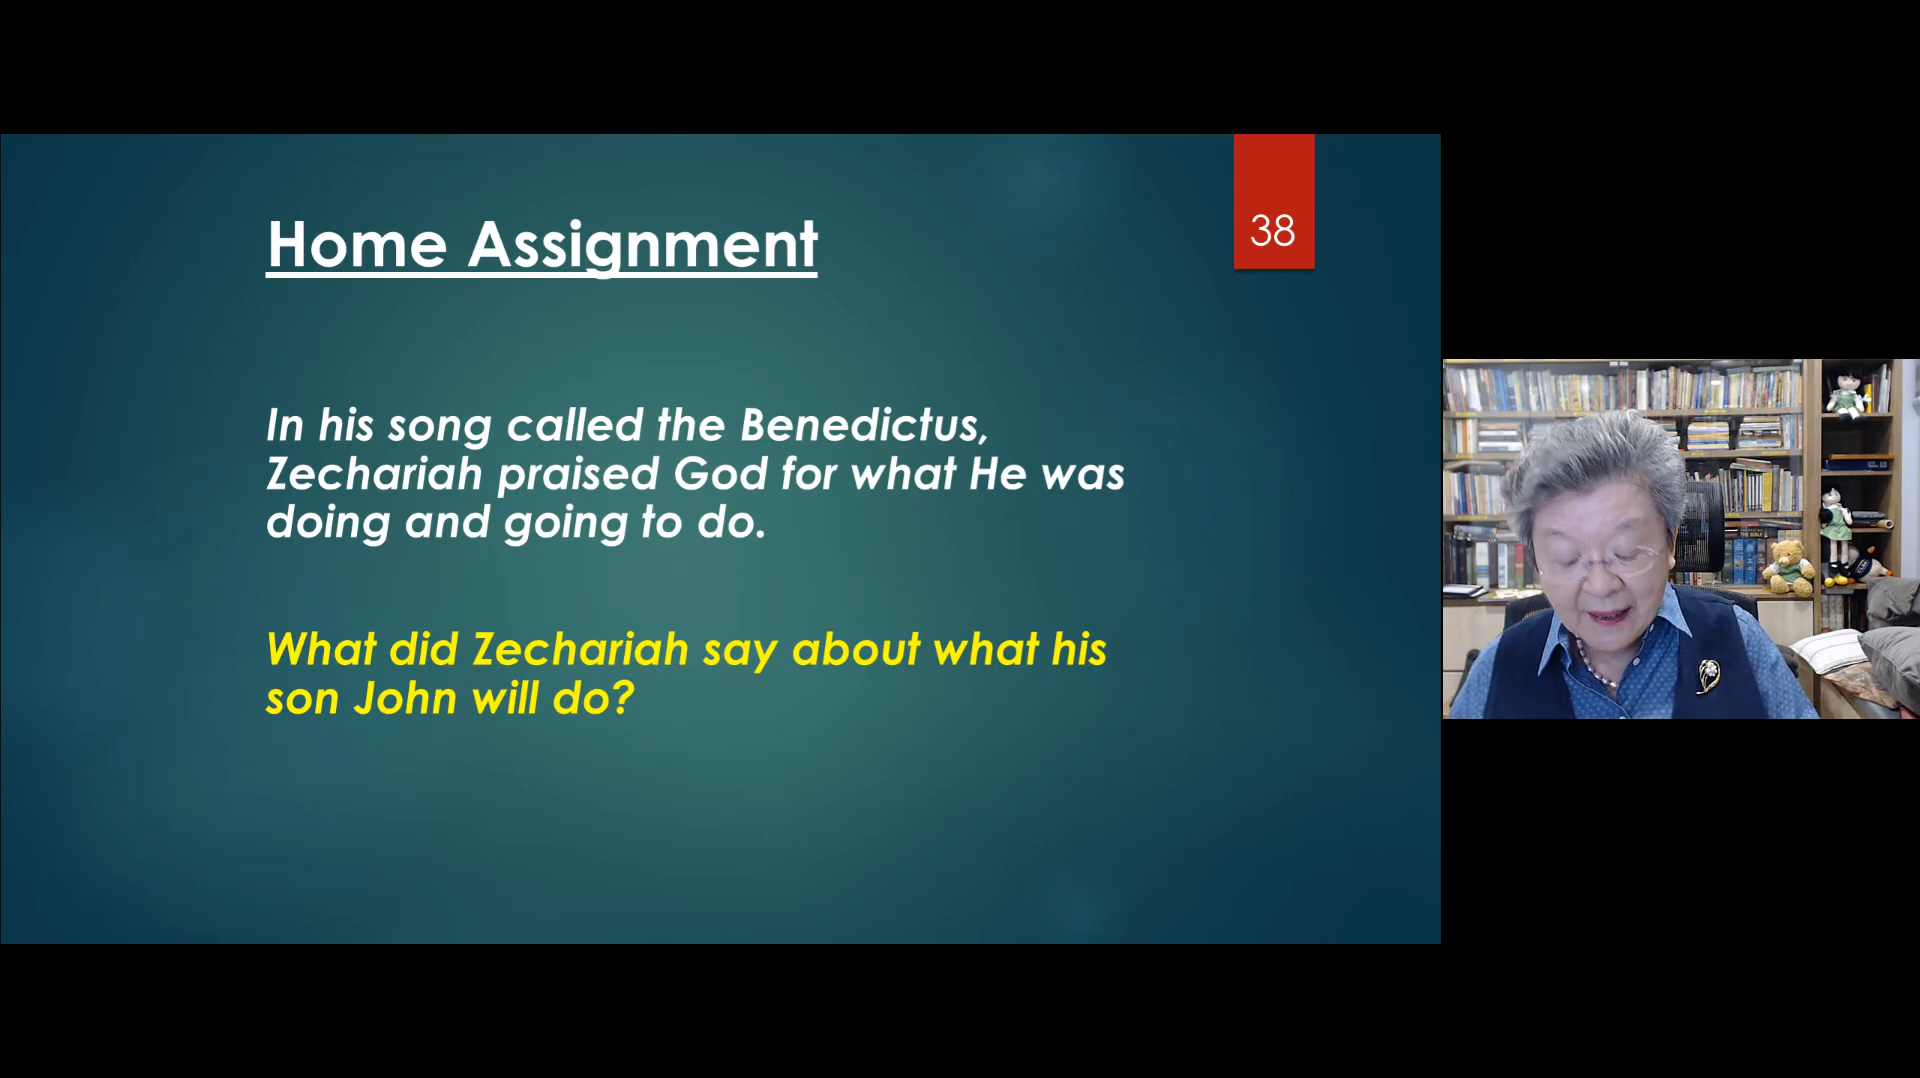 Home Assignment
38
In his song called the Benedictus,
Zechariah praised God for what He was
doing and going to do.
What did Zechariah say about what his
son John will do?